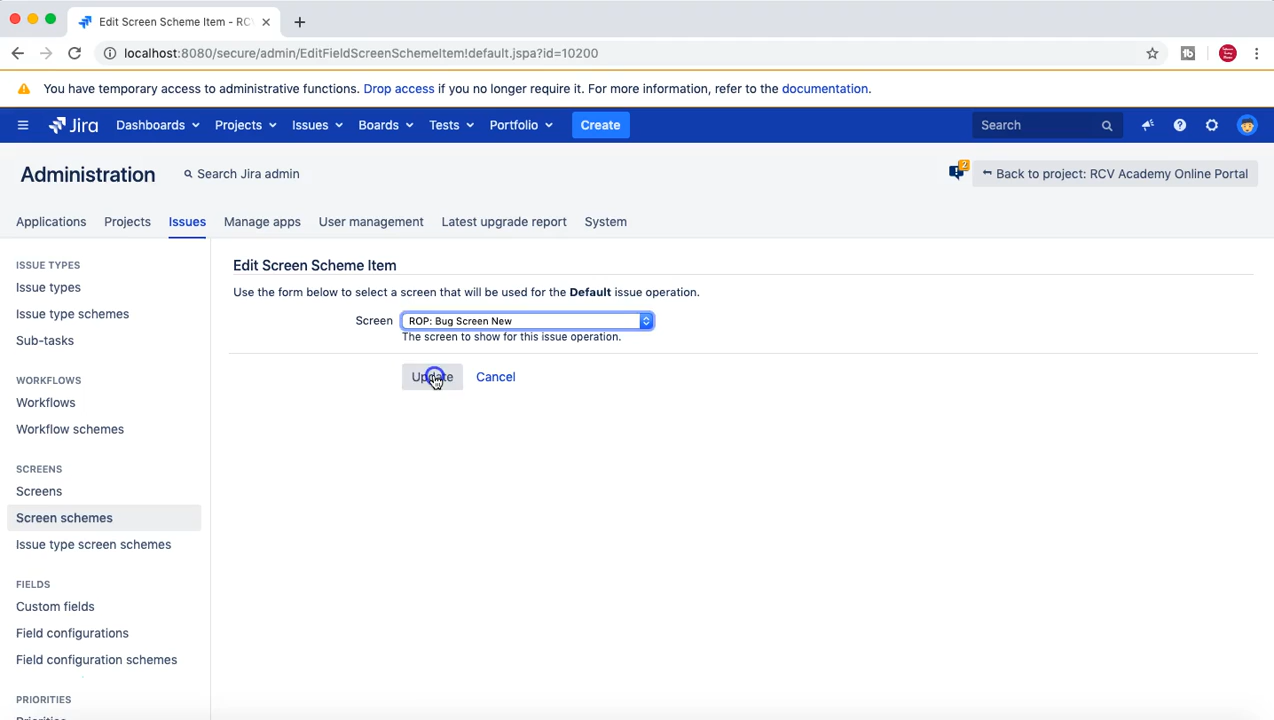 Edit Screen Scheme Item - RC
localhost:8080/secure/admin/EditFieldScreenSchemeItem!default.jspa?id=10200
You have temporary access to administrative functions. Drop access if you no longer require it. For more information, refer to the documentation.
Jira Dashboards Projects Issues Boards Tests Portfolio Create Search
Administration Search Jira admin 2 Back to project: RCV Academy Online Portal
Applications Projects Issues Manage apps User management Latest upgrade report System
ISSUE TYPES
Issue types
Issue type schemes
Sub-tasks
WORKFLOWS
Workflows
Workflow schemes
SCREENS
Screens
Screen schemes
Issue type screen schemes
FIELDS
Custom fields
Field configurations
Field configuration schemes
PRIORITIES
Priorities
Edit Screen Scheme Item
Use the form below to select a screen that will be used for the Default issue operation.
Screen ROP: Bug Screen New
The screen to show for this issue operation.
Update Cancel